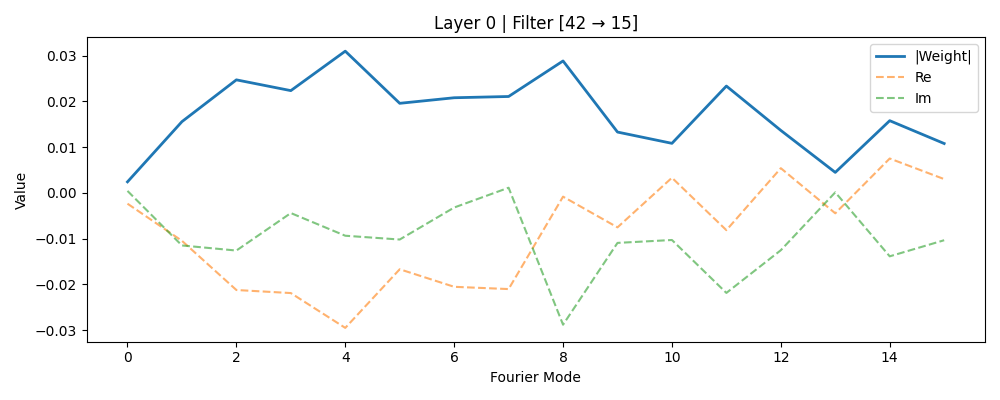 Layer 0 | Filter [42 → 15]
|Weight|
Re
Im
0.03
0.02
0.01
0.00
−0.01
−0.02
−0.03
Value
0 2 4 6 8 10 12 14
Fourier Mode